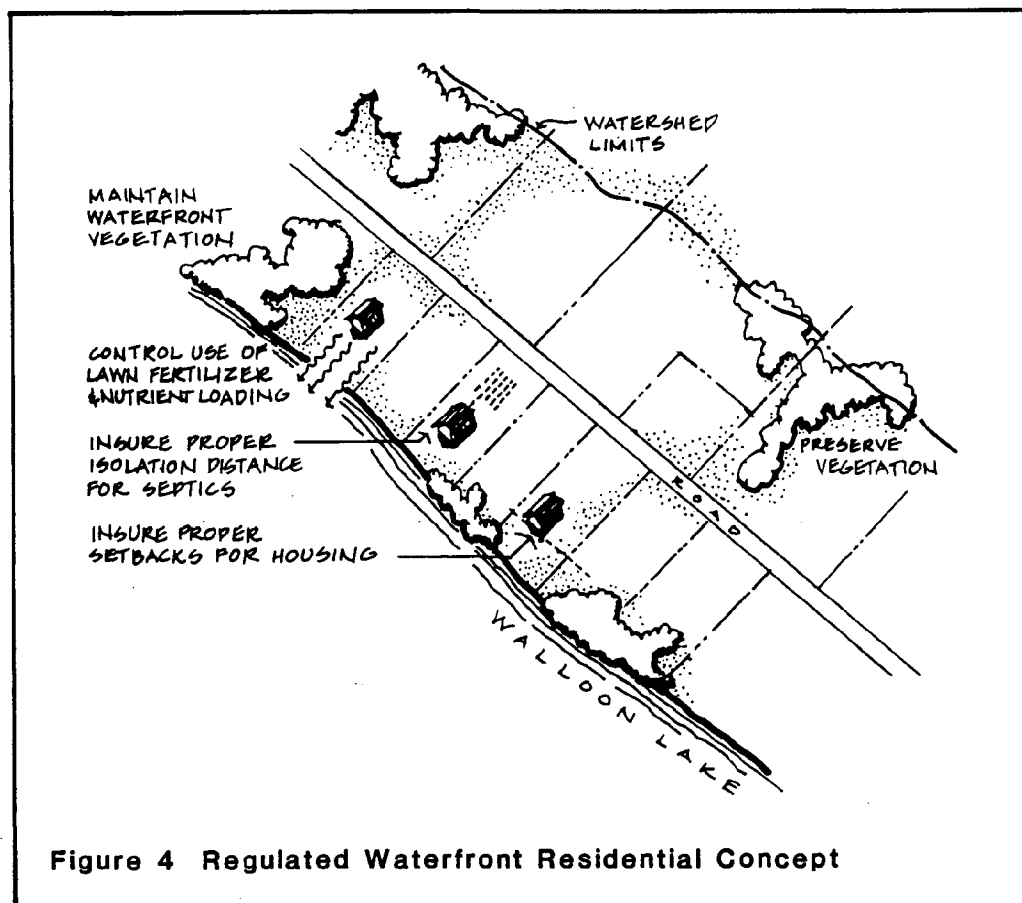 WATERSHED
LIMITS
MAINTAIN
WATERFRONT
VEGETATION
CONTROL USE OF
LAWN FERTILIZER
& NUTRIENT LOADING
INSURE PROPER
ISOLATION DISTANCE
FOR SEPTICS
INSURE PROPER
SETBACKS FOR HOUSING
PRESERVE
VEGETATION
ROAD
WALLOON LAKE
Figure 4 Regulated Waterfront Residential Concept